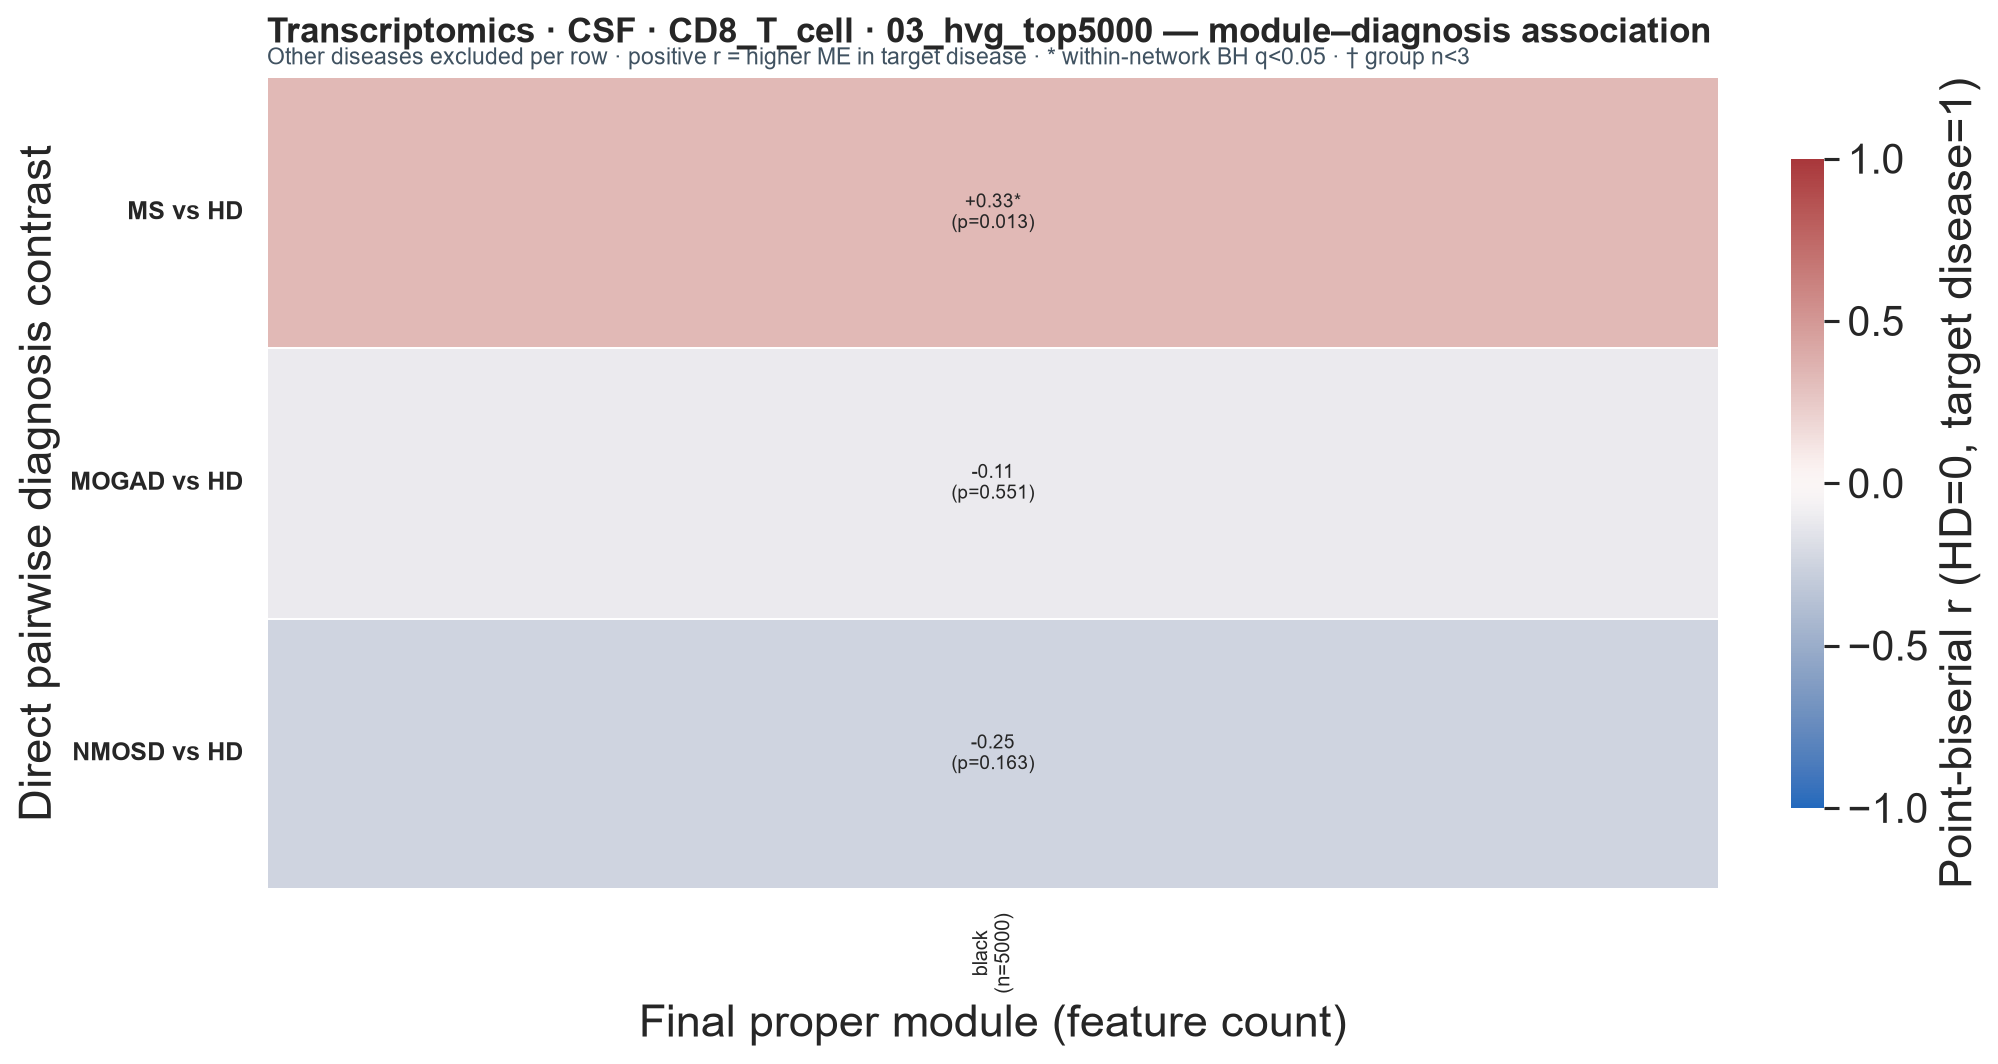 Transcriptomics · CSF · CD8_T_cell · 03_hvg_top5000 — module–diagnosis association
Other diseases excluded per row · positive r = higher ME in target disease · * within-network BH q<0.05 · † group n<3
Direct pairwise diagnosis contrast
MS vs HD
+0.33*
(p=0.013)
MOGAD vs HD
-0.11
(p=0.551)
NMOSD vs HD
-0.25
(p=0.163)
black
(n=5000)
Final proper module (feature count)
1.0
0.5
0.0
−0.5
−1.0
Point-biserial r (HD=0, target disease=1)